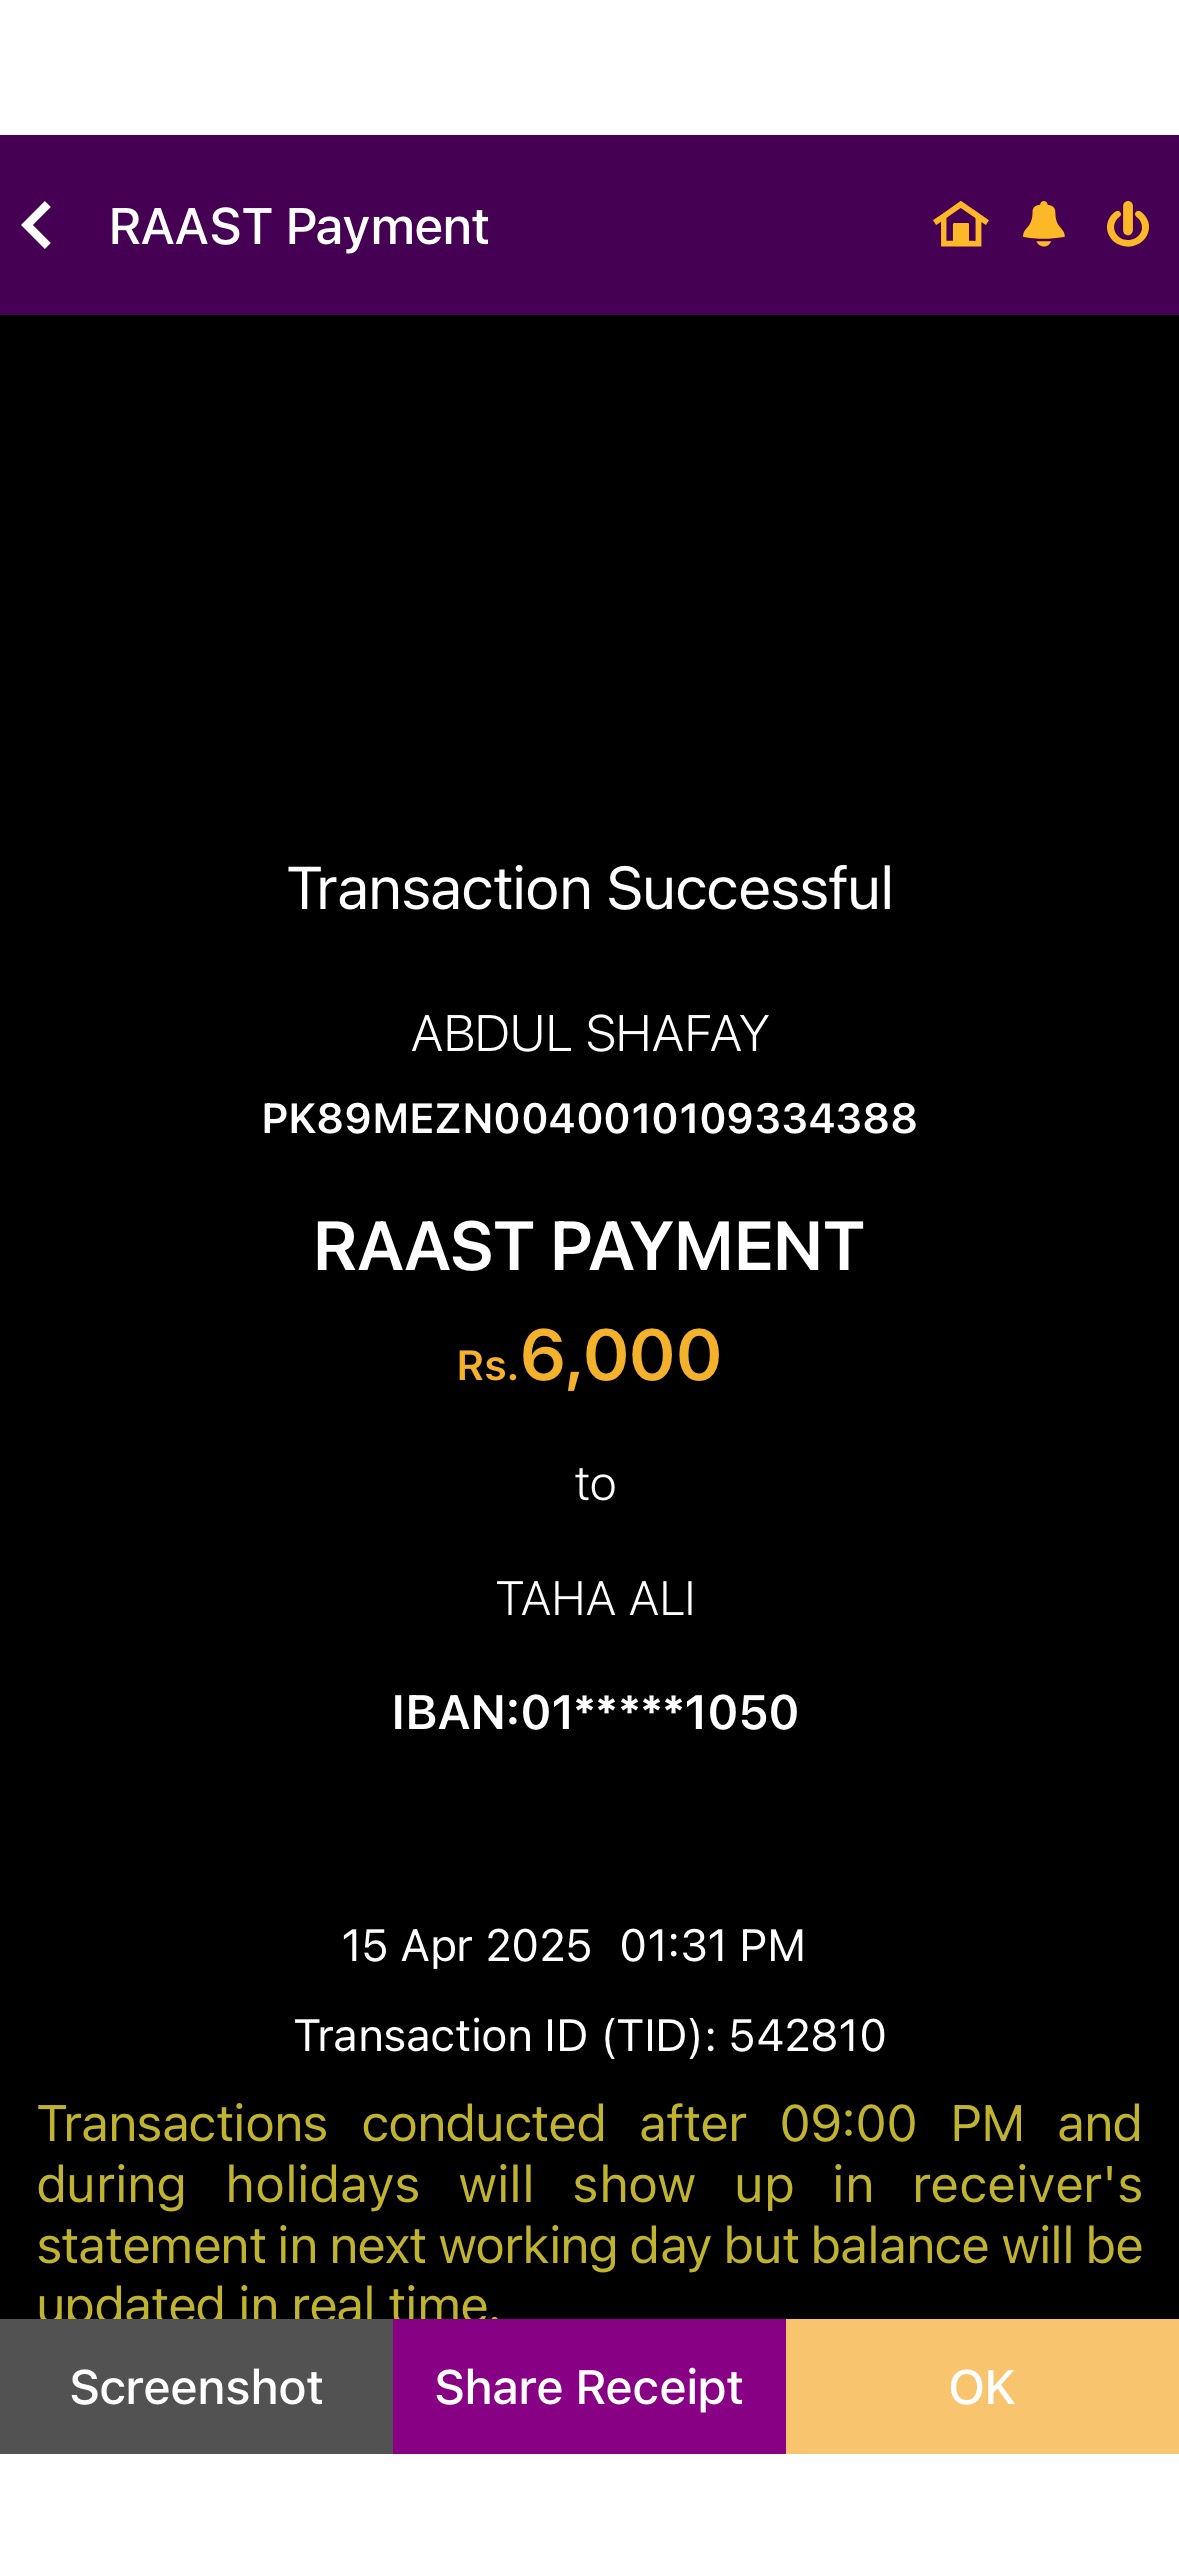 RAAST Payment
Transaction Successful
ABDUL SHAFAY
PK89MEZN0040010109334388
RAAST PAYMENT
Rs.6,000
to
TAHA ALI
IBAN:01*****1050
15 Apr 2025 01:31 PM
Transaction ID (TID): 542810
Transactions conducted after 09:00 PM and
during holidays will show up in receiver's
statement in next working day but balance will be
updated in real time.
Screenshot
Share Receipt
OK